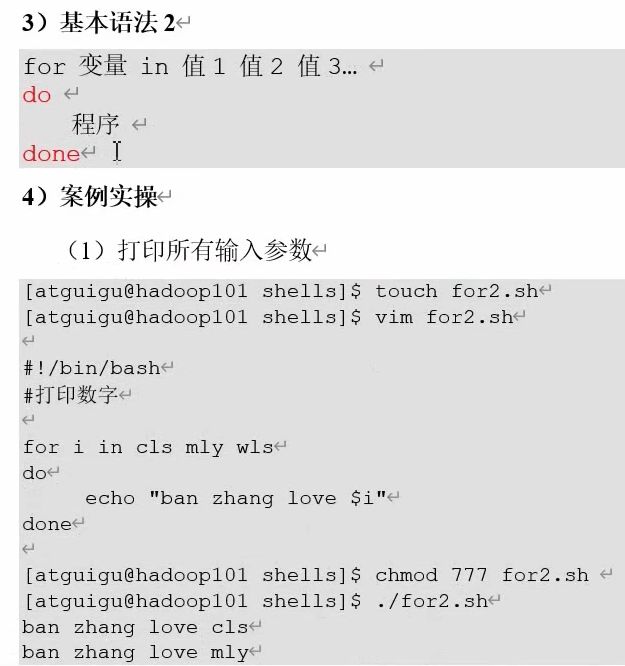 3）基本语法 2
for 变量 in 值 1 值 2 值 3…
do
程序
done
4）案例实操
（1）打印所有输入参数
[atguigu@hadoop101 shells]$ touch for2.sh
[atguigu@hadoop101 shells]$ vim for2.sh
#!/bin/bash
#打印数字
for i in cls mly wls
do
echo "ban zhang love $i"
done
[atguigu@hadoop101 shells]$ chmod 777 for2.sh
[atguigu@hadoop101 shells]$ ./for2.sh
ban zhang love cls
ban zhang love mly